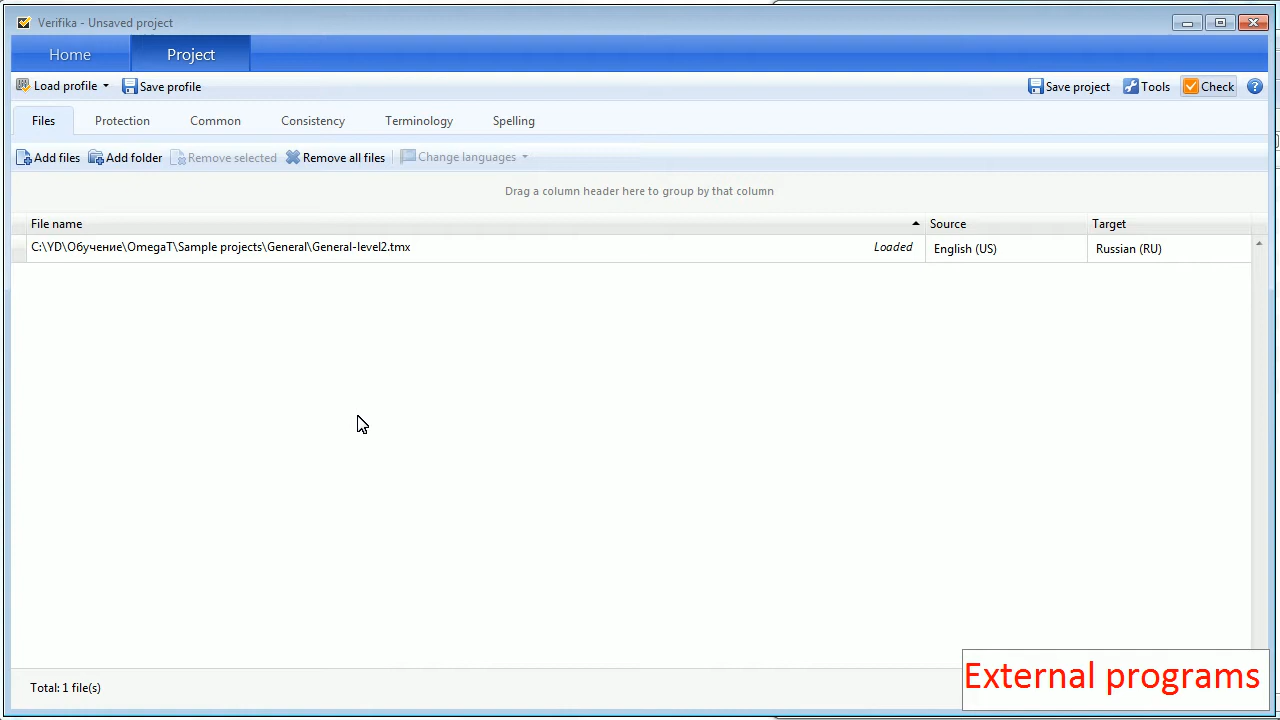 Verifika - Unsaved project
Home Project
Load profile Save profile Save project Tools Check ?
Files Protection Common Consistency Terminology Spelling
Add files Add folder Remove selected Remove all files Change languages
Drag a column header here to group by that column
File name Source Target
C:\YD\Обучение\OmegaT\Sample projects\General\General-level2.tmx Loaded English (US) Russian (RU)
Total: 1 file(s)
External programs